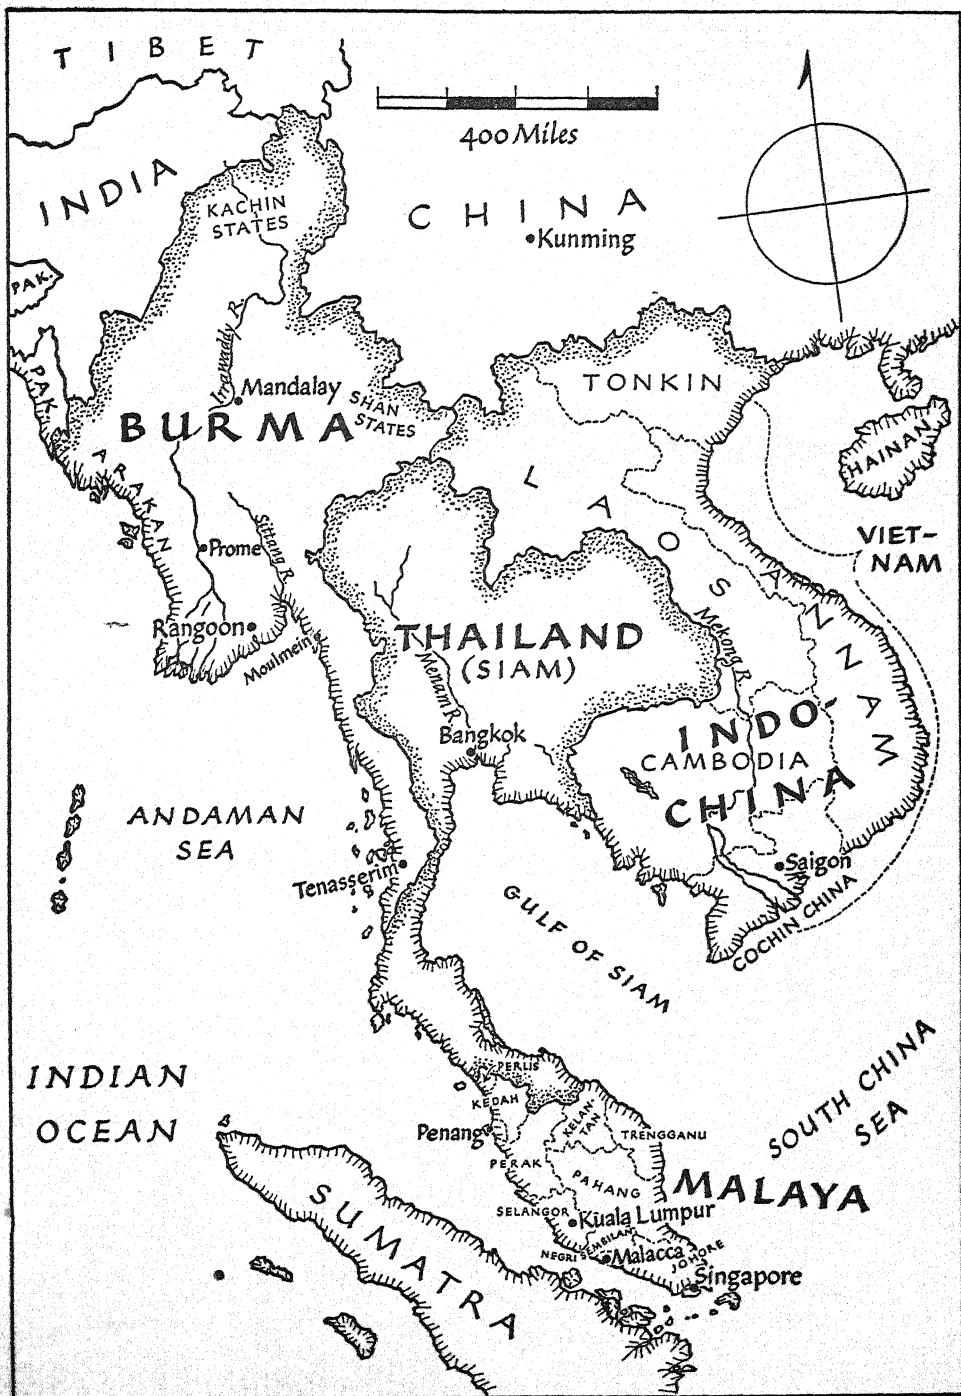 TIBET
400 Miles
INDIA
CHINA
KACHIN
STATES
Kunming
PAK.
Irrawaddy R.
PAK.
TONKIN
Mandalay
SHAN
STATES
BURMA
HAINAN
ARAKAN
LAOS
Sittang R.
Prome
VIET-
NAM
ANNAM
Rangoon
Moulmein
THAILAND
(SIAM)
Mekong R.
Menam R.
Bangkok
INDO-
CAMBODIA
CHINA
ANDAMAN
SEA
Saigon
Tenasserim
GULF OF SIAM
COCHIN CHINA
INDIAN
OCEAN
SOUTH CHINA
SEA
PERLIS
KEDAH
KELAN-
TAN
Penang
TRENGGANU
PERAK
PAHANG
MALAYA
SELANGOR
Kuala Lumpur
NEGRI SEMBILAN
Malacca
JOHORE
Singapore
SUMATRA